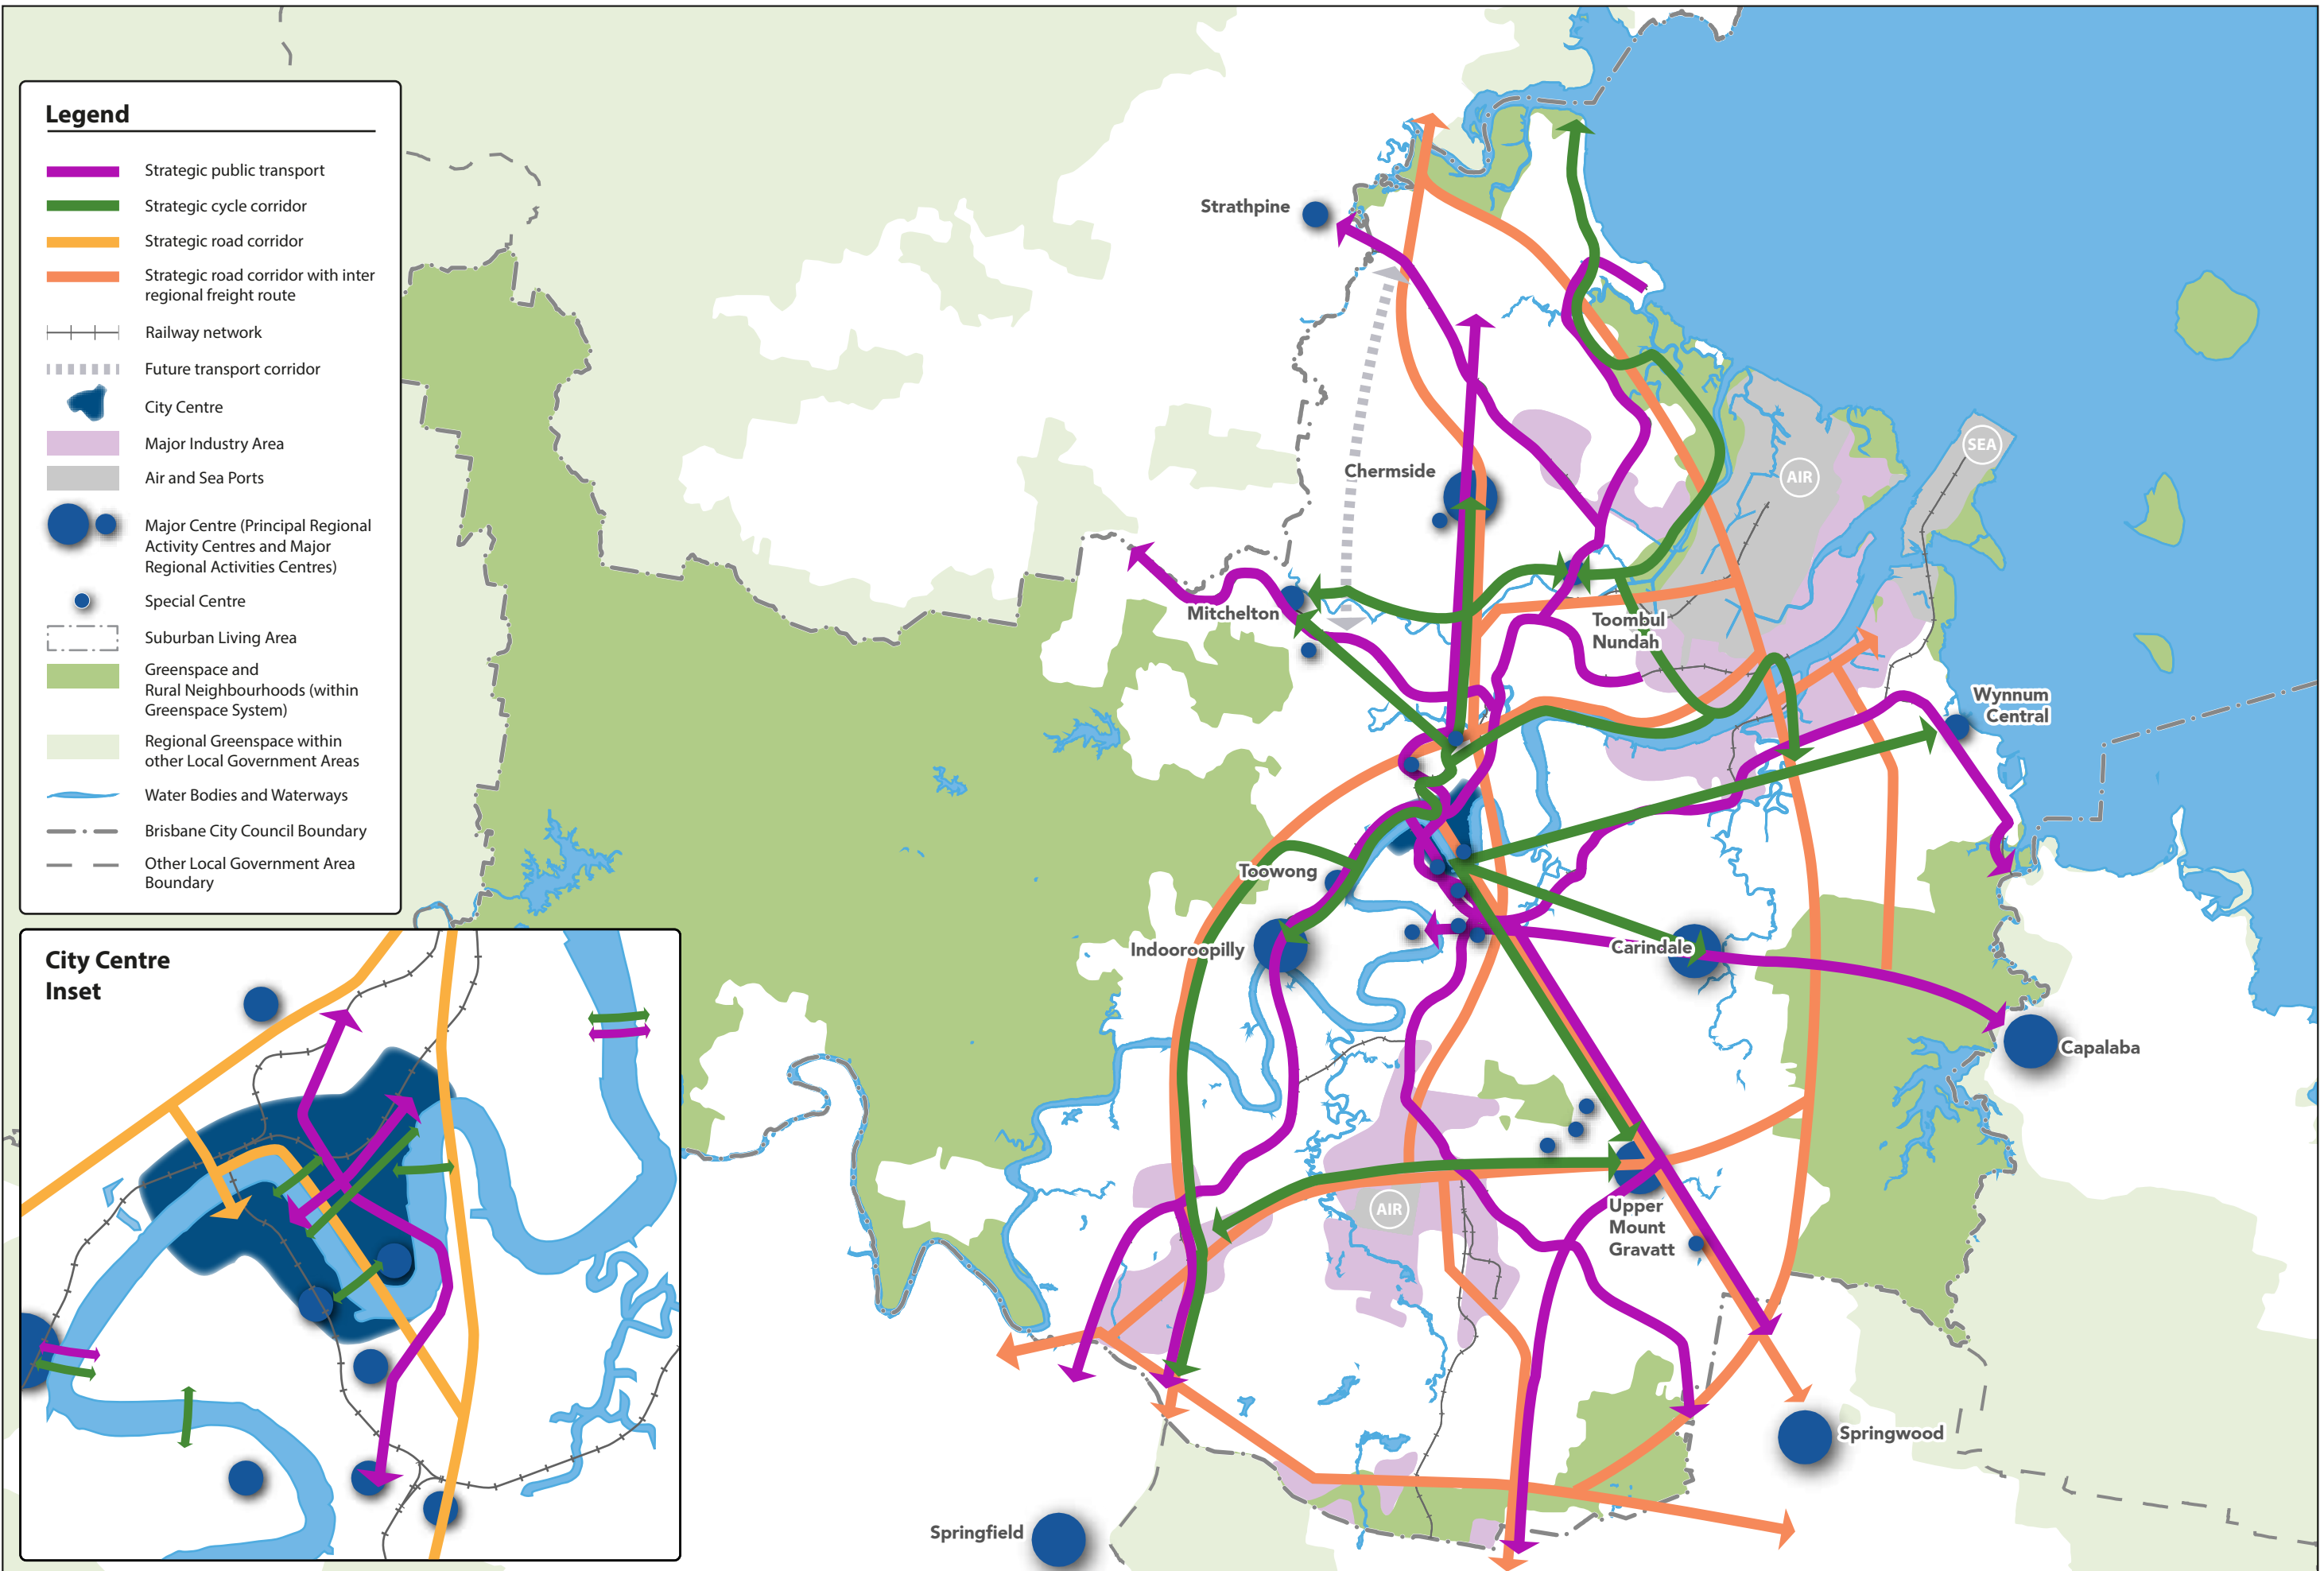 Legend
Strategic public transport
Strategic cycle corridor
Strategic road corridor
Strategic road corridor with inter
regional freight route
Railway network
Future transport corridor
City Centre
Major Industry Area
Air and Sea Ports
Major Centre (Principal Regional
Activity Centres and Major
Regional Activities Centres)
Special Centre
Suburban Living Area
Greenspace and
Rural Neighbourhoods (within
Greenspace System)
Regional Greenspace within
other Local Government Areas
Water Bodies and Waterways
Brisbane City Council Boundary
Other Local Government Area
Boundary
City Centre
Inset
Strathpine
Chermside
SEA
AIR
Mitchelton
Toombul
Nundah
Wynnum
Central
Toowong
Indooroopilly
Carindale
Capalaba
AIR
Upper
Mount
Gravatt
Springwood
Springfield